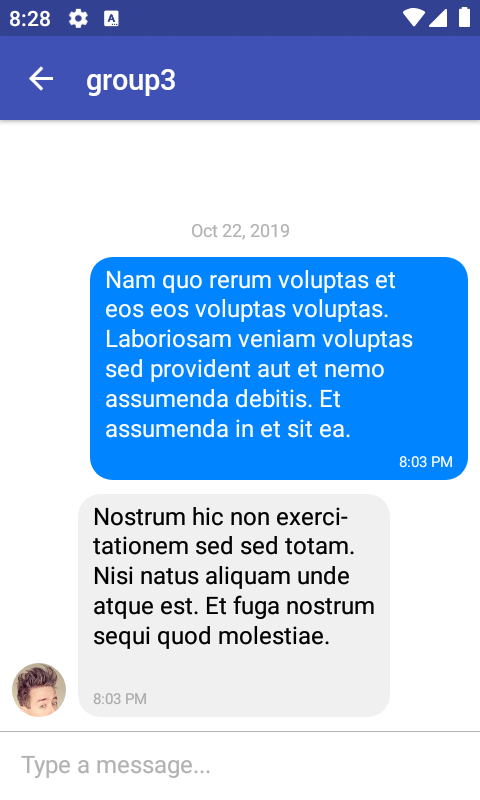 8:28
group3
Oct 22, 2019
Nam quo rerum voluptas et
eos eos voluptas voluptas.
Laboriosam veniam voluptas
sed provident aut et nemo
assumenda debitis. Et
assumenda in et sit ea.
8:03 PM
Nostrum hic non exerci-
tationem sed sed totam.
Nisi natus aliquam unde
atque est. Et fuga nostrum
sequi quod molestiae.
8:03 PM
Type a message...